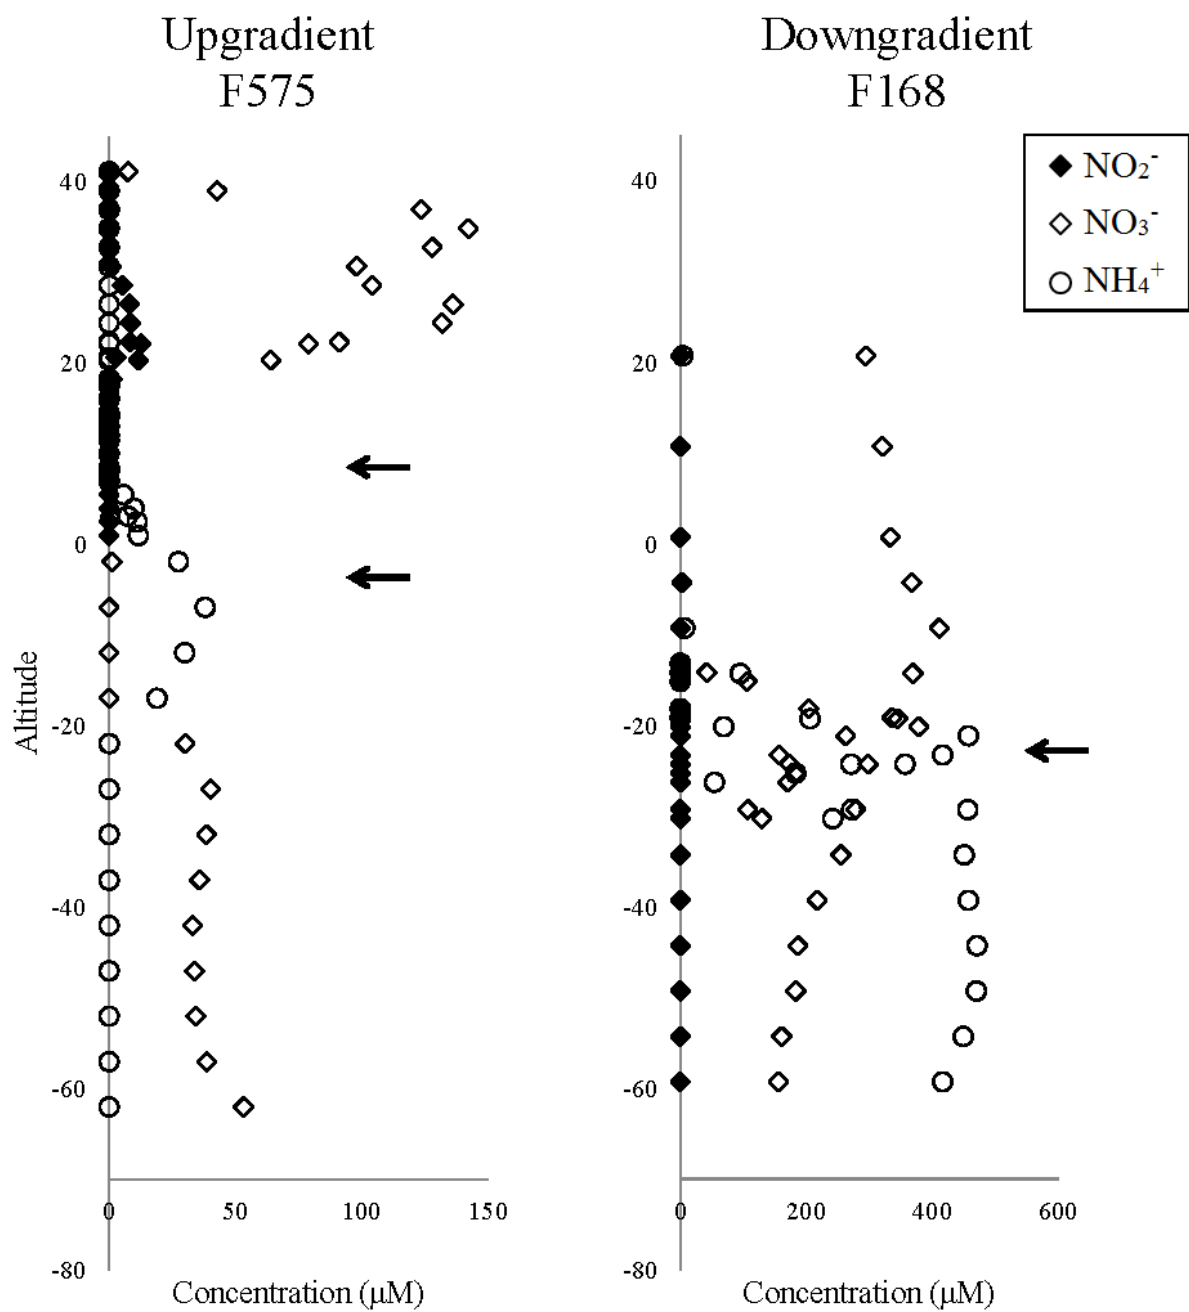 Upgradient
F575
Downgradient
F168
NO₂⁻
NO₃⁻
NH₄⁺
Altitude
40
20
0
-20
-40
-60
-80
0 50 100 150
Concentration (μM)
40
20
0
-20
-40
-60
-80
0 200 400 600
Concentration (μM)